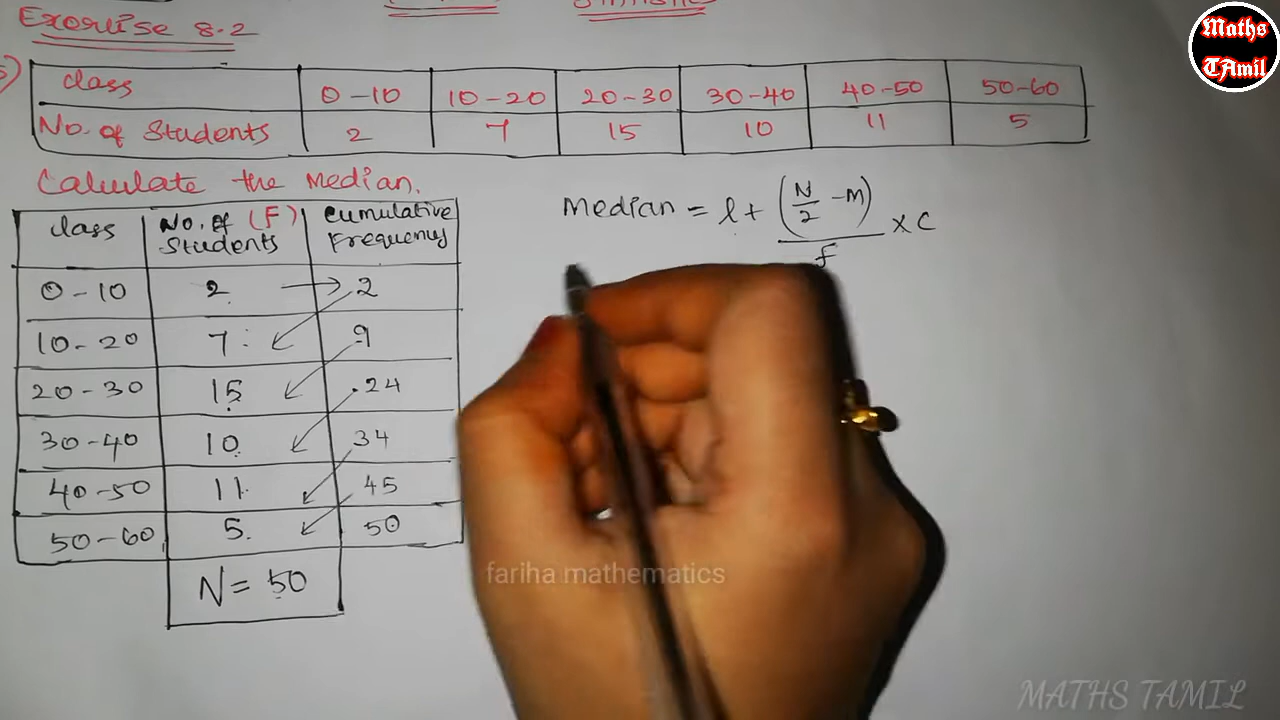 Exercise 8.2
Class 0-10 10-20 20-30 30-40 40-50 50-60
No. of Students 2 7 15 10 11 5
Calculate the Median.
Class No. of (F) Students Cumulative Frequency
0-10 2 → 2
10-20 7 9
20-30 15 24
30-40 10 34
40-50 11 45
50-60 5 50
N = 50
Median = l + (N/2 - m)/f × c
fariha mathematics
Maths
TAmil
MATHS TAMIL